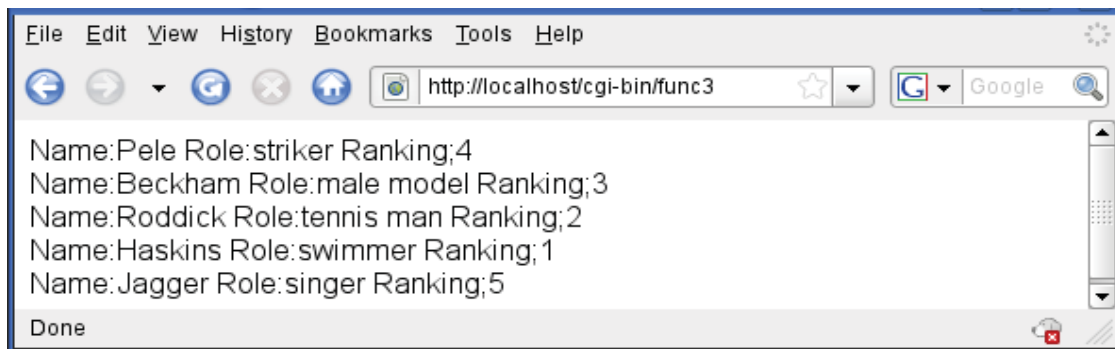 File Edit View History Bookmarks Tools Help
http://localhost/cgi-bin/func3 G Google
Name:Pele Role:striker Ranking;4
Name:Beckham Role:male model Ranking;3
Name:Roddick Role:tennis man Ranking;2
Name:Haskins Role:swimmer Ranking;1
Name:Jagger Role:singer Ranking;5
Done